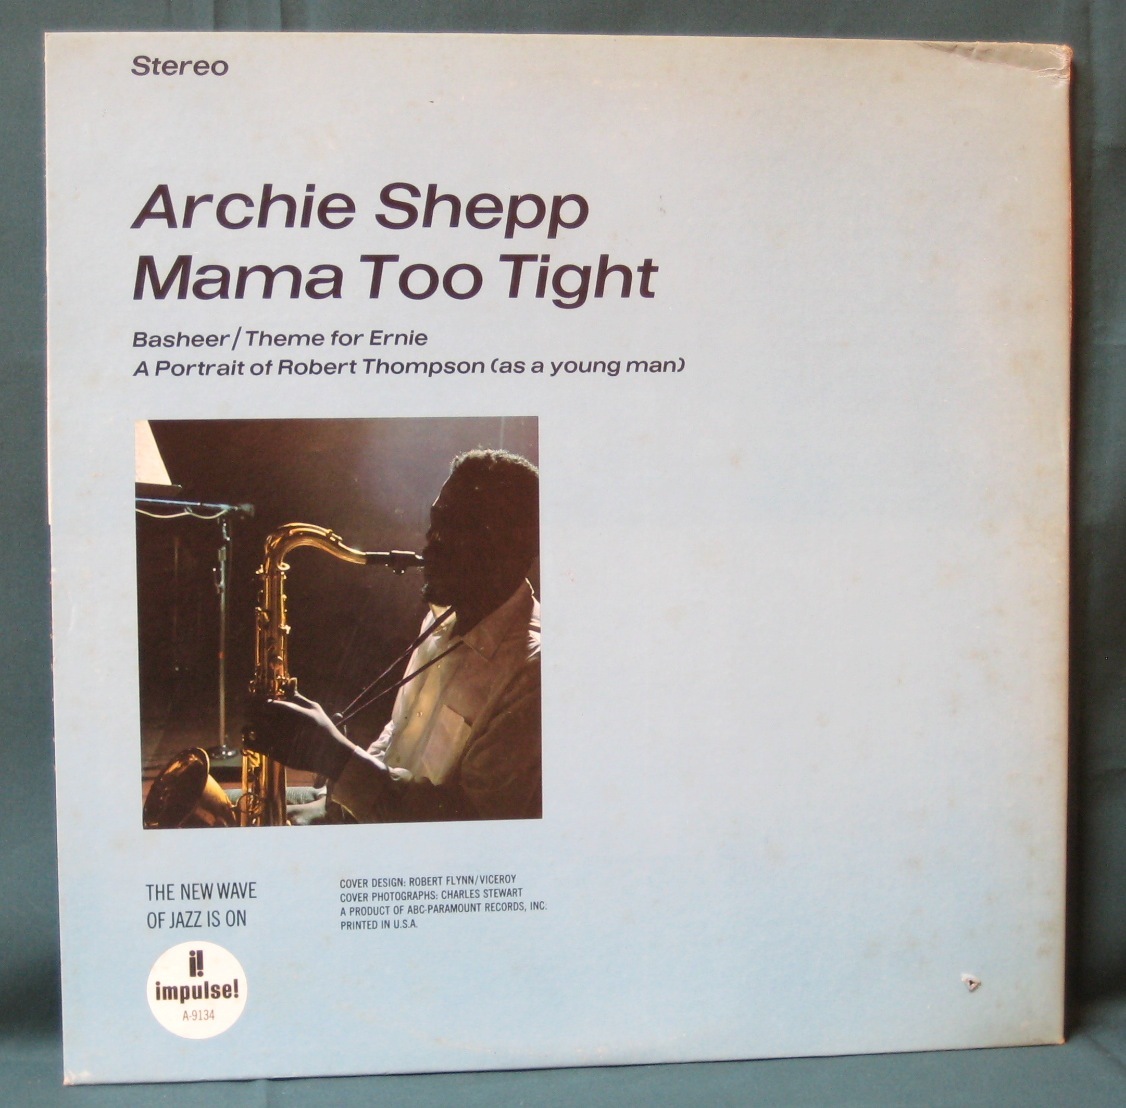 Stereo
Archie Shepp
Mama Too Tight
Basheer/Theme for Ernie
A Portrait of Robert Thompson (as a young man)
THE NEW WAVE
OF JAZZ IS ON
COVER DESIGN: ROBERT FLYNN/VICEROY
COVER PHOTOGRAPHS: CHARLES STEWART
A PRODUCT OF ABC-PARAMOUNT RECORDS, INC.
PRINTED IN U.S.A.
i!
impulse!
A-9134